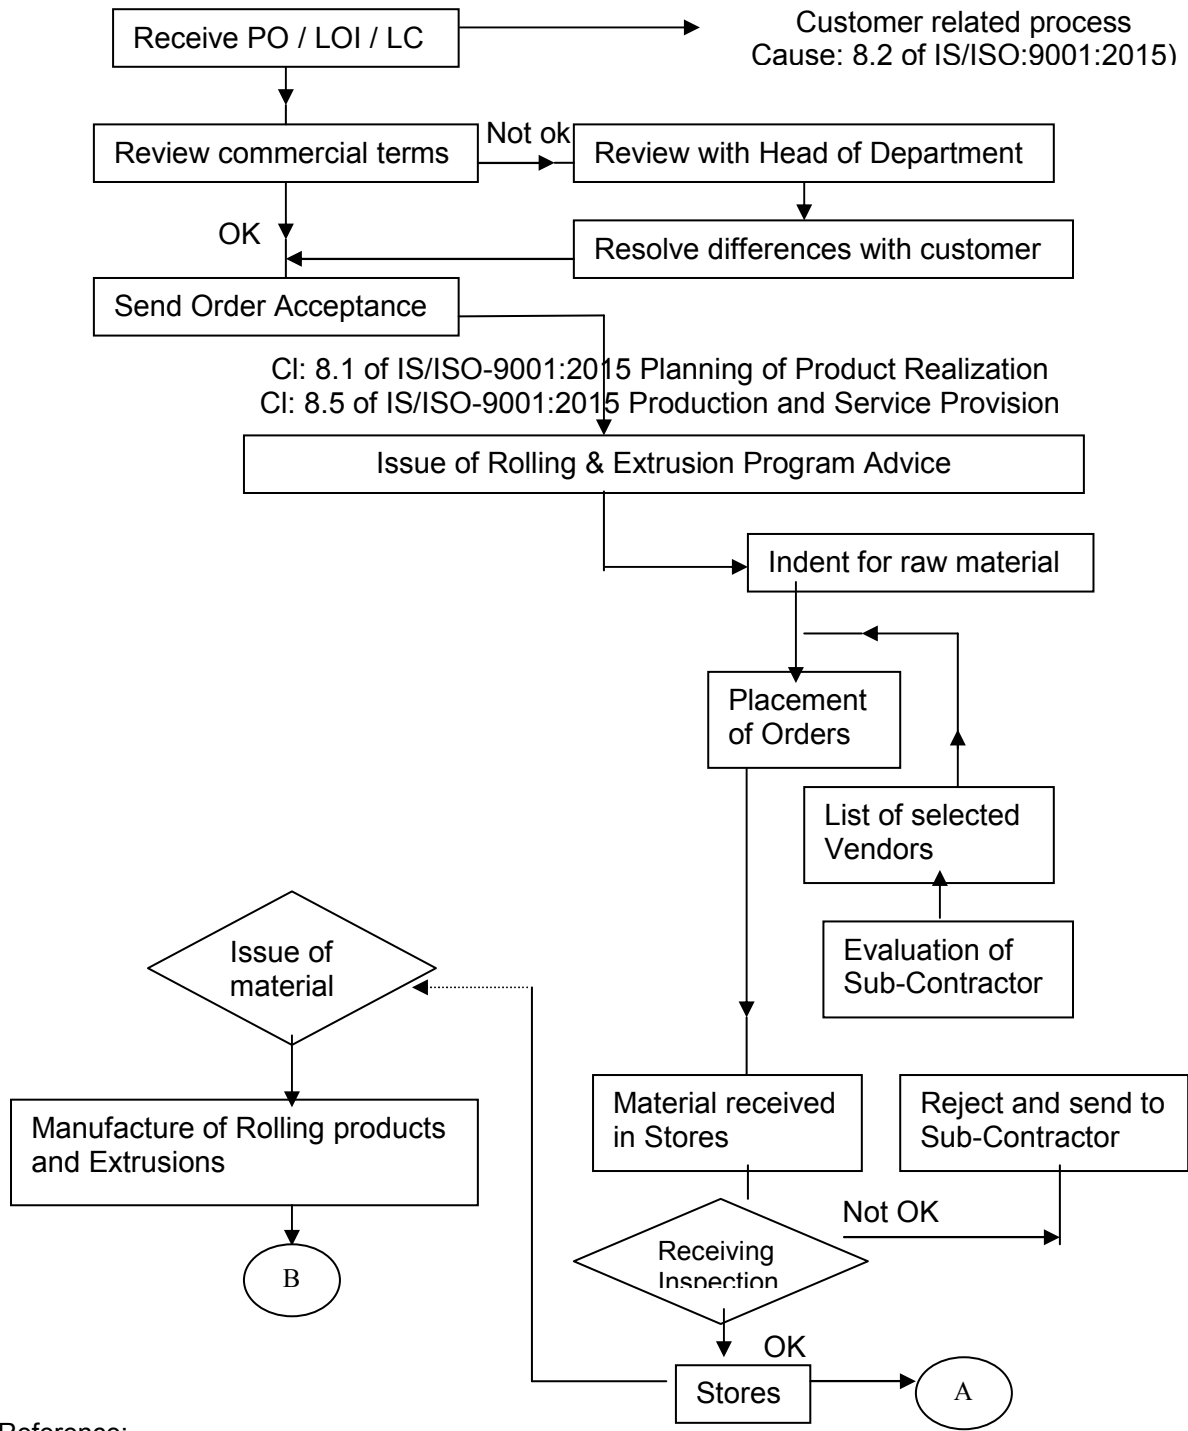 Receive PO / LOI / LC
Customer related process
Cause: 8.2 of IS/ISO:9001:2015)
Review commercial terms
Not ok
Review with Head of Department
OK
Resolve differences with customer
Send Order Acceptance
Cl: 8.1 of IS/ISO-9001:2015 Planning of Product Realization
Cl: 8.5 of IS/ISO-9001:2015 Production and Service Provision
Issue of Rolling & Extrusion Program Advice
Indent for raw material
Placement
of Orders
List of selected
Vendors
Evaluation of
Sub-Contractor
Issue of
material
Manufacture of Rolling products
and Extrusions
B
Material received
in Stores
Reject and send to
Sub-Contractor
Not OK
Receiving
Inspection
OK
Stores
A
Reference: